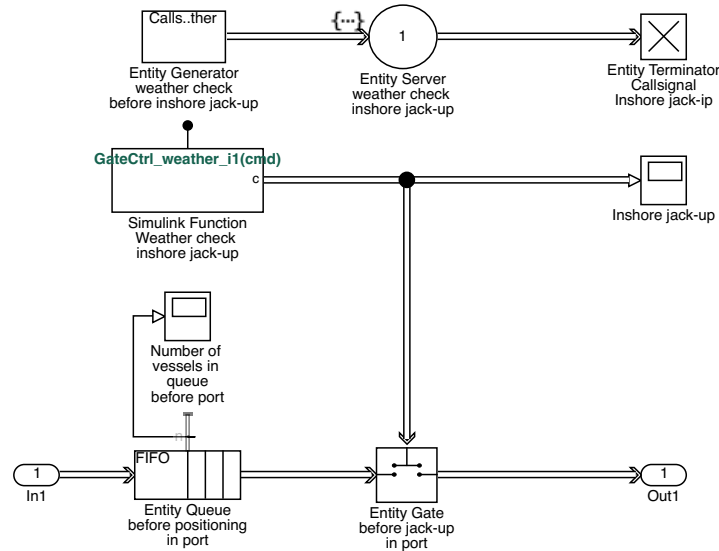 Calls..ther
{...}
1
Entity Generator
weather check
before inshore jack-up
Entity Server
weather check
inshore jack-up
Entity Terminator
Callsignal
Inshore jack-ip
GateCtrl_weather_i1(cmd)
c
Simulink Function
Weather check
inshore jack-up
Inshore jack-up
Number of
vessels in
queue
before port
n
FIFO
1
In1
Entity Queue
before positioning
in port
Entity Gate
before jack-up
in port
1
Out1